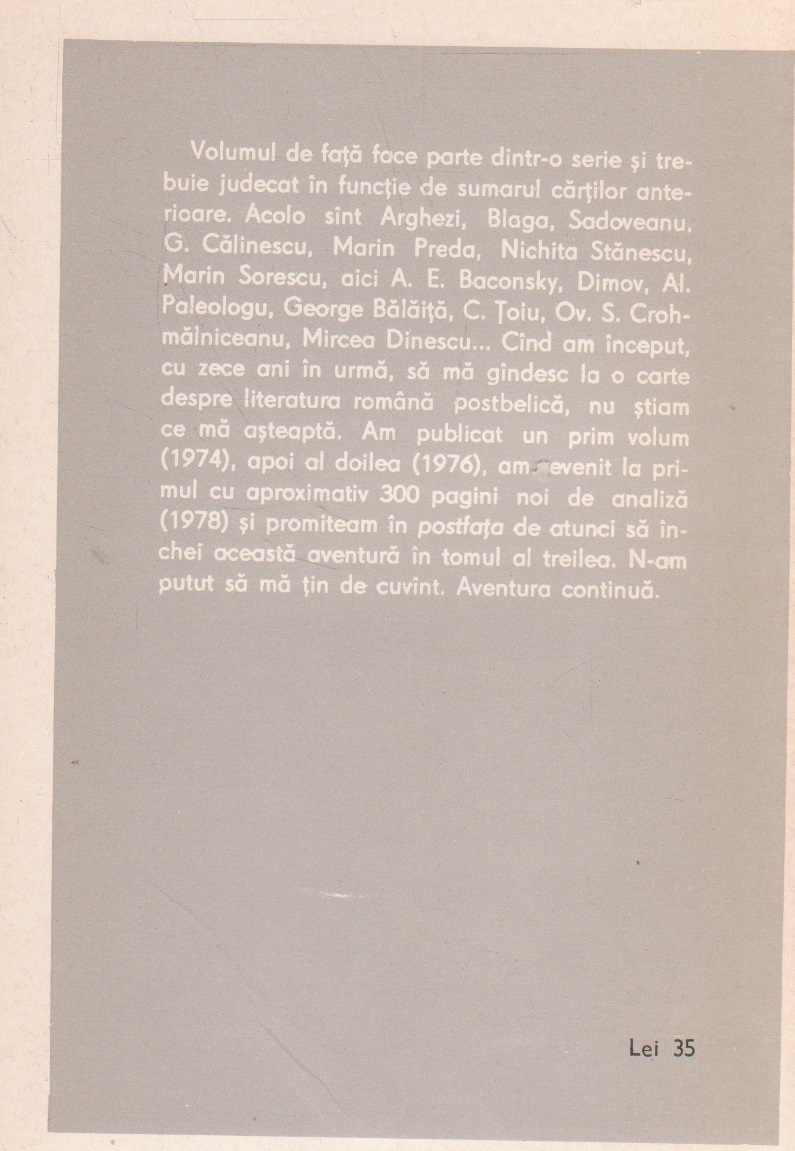 Volumul de față face parte dintr-o serie și tre-
buie judecat în funcție de sumarul cărților ante-
rioare. Acolo sînt Arghezi, Blaga, Sadoveanu,
G. Călinescu, Marin Preda, Nichita Stănescu,
Marin Sorescu, aici A. E. Baconsky, Dimov, Al.
Paleologu, George Bălăiță, C. Țoiu, Ov. S. Croh-
mălniceanu, Mircea Dinescu... Cînd am început,
cu zece ani în urmă, să mă gîndesc la o carte
despre literatura română postbelică, nu știam
ce mă așteaptă. Am publicat un prim volum
(1974), apoi al doilea (1976), am revenit la pri-
mul cu aproximativ 300 pagini noi de analiză
(1978) și promiteam în postfața de atunci să în-
chei această aventură în tomul al treilea. N-am
putut să mă țin de cuvînt. Aventura continuă.
Lei 35